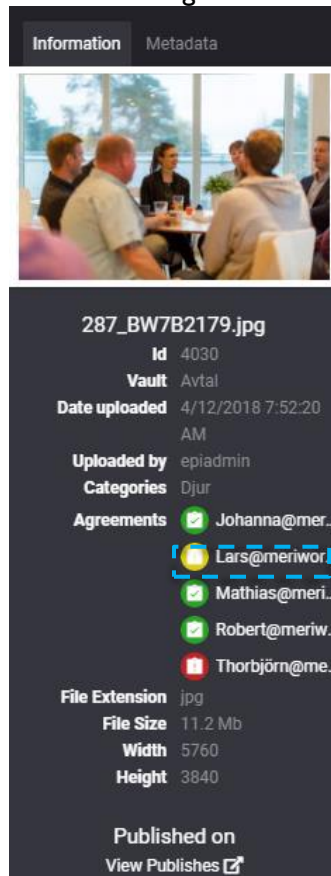 Information Metadata
287_BW7B2179.jpg
Id 4030
Vault Avtal
Date uploaded 4/12/2018 7:52:20
AM
Uploaded by epiadmin
Categories Djur
Agreements Johanna@mer..
Lars@meriwor.
Mathias@meri..
Robert@meriw.
Thorbjörn@me.
File Extension jpg
File Size 11.2 Mb
Width 5760
Height 3840
Published on
View Publishes